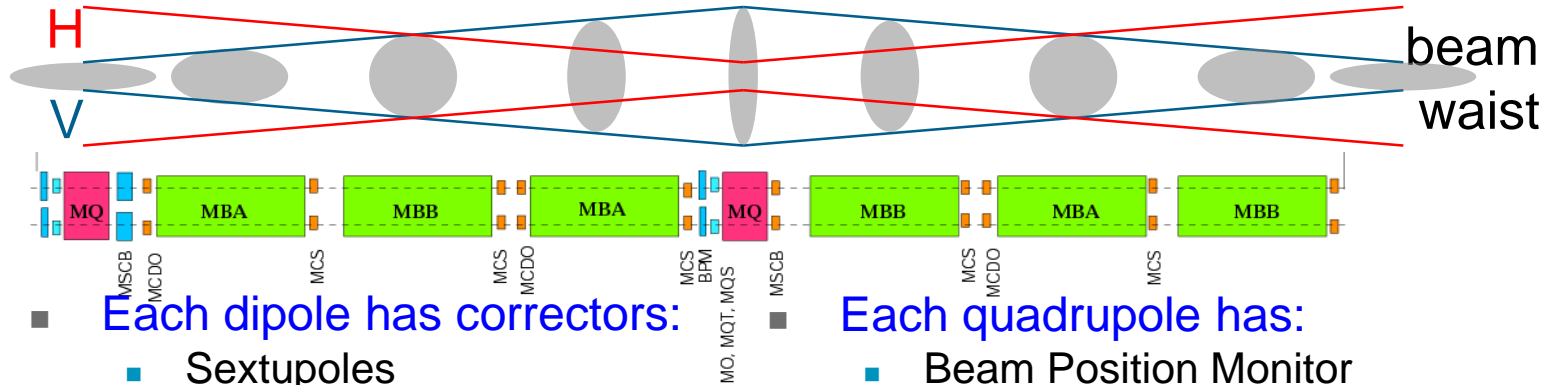 H
V
beam
waist
MQ MBA MBB MBA MQ MBB MBA MBB
MSCB MCDO MCS MCS MCDO MCS BPM MO, MQT, MQS MSCB MCS MCDO MCS
Each dipole has correctors:
Sextupoles
Each quadrupole has:
Beam Position Monitor